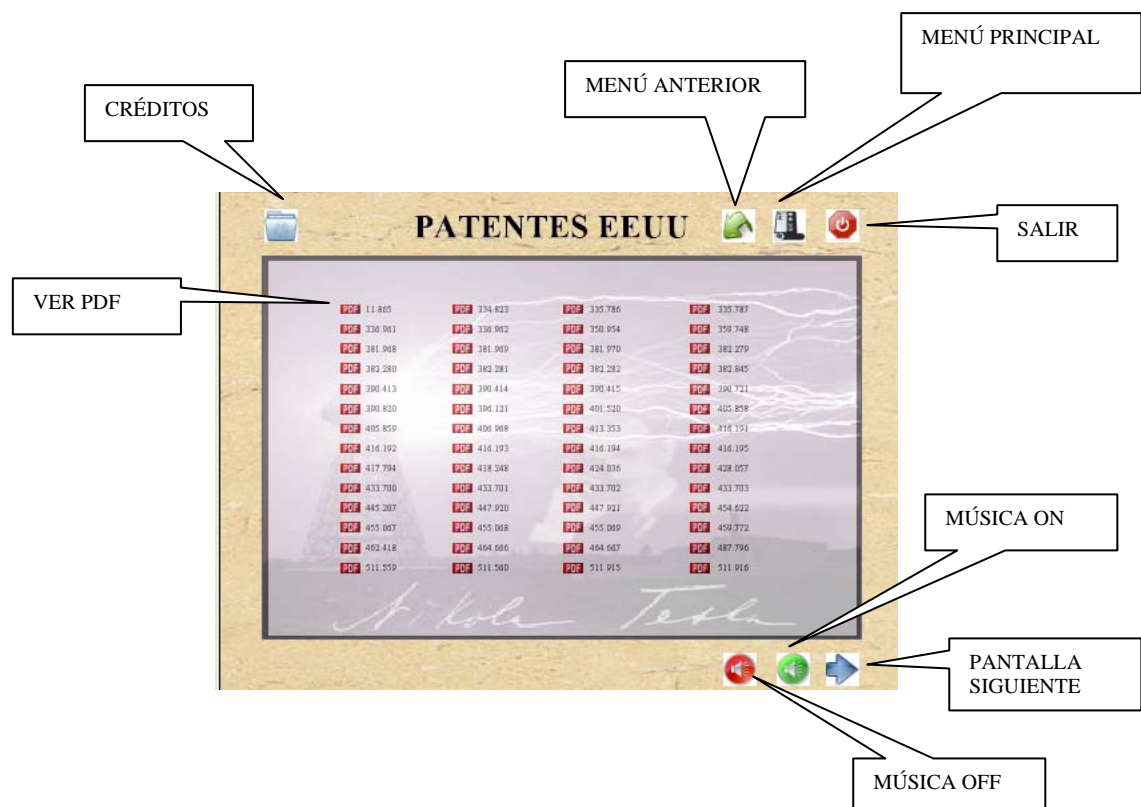 MENÚ PRINCIPAL
MENÚ ANTERIOR
CRÉDITOS
PATENTES EEUU
SALIR
VER PDF
PDF 11.865 PDF 334.823 PDF 335.786 PDF 335.787
PDF 336.961 PDF 336.962 PDF 350.954 PDF 359.748
PDF 381.968 PDF 381.969 PDF 381.970 PDF 382.279
PDF 382.280 PDF 382.281 PDF 382.282 PDF 382.845
PDF 390.413 PDF 390.414 PDF 390.415 PDF 390.721
PDF 390.820 PDF 396.121 PDF 401.520 PDF 405.858
PDF 405.859 PDF 406.968 PDF 413.353 PDF 416.191
PDF 416.192 PDF 416.193 PDF 416.194 PDF 416.195
PDF 417.794 PDF 418.248 PDF 424.036 PDF 428.057
PDF 433.700 PDF 433.701 PDF 433.702 PDF 433.703
PDF 445.207 PDF 447.920 PDF 447.921 PDF 454.622
PDF 455.067 PDF 455.068 PDF 455.069 PDF 459.772
PDF 462.418 PDF 464.666 PDF 464.667 PDF 487.796
PDF 511.559 PDF 511.560 PDF 511.915 PDF 511.916
Nikola Tesla
MÚSICA ON
PANTALLA
SIGUIENTE
MÚSICA OFF